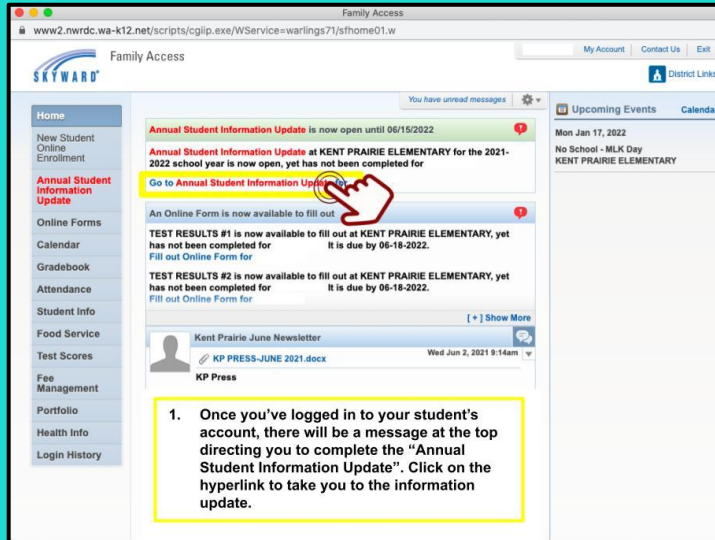 Family Access
www2.nwrdc.wa-k12.net/scripts/cgiip.exe/WService=warlings71/sfhome01.w
SKYWARD®
Family Access
My Account
Contact Us
Exit
District Links
You have unread messages
Home
New Student
Online
Enrollment
Annual Student
Information
Update
Online Forms
Calendar
Gradebook
Attendance
Student Info
Food Service
Test Scores
Fee
Management
Portfolio
Health Info
Login History
Annual Student Information Update is now open until 06/15/2022
Annual Student Information Update at KENT PRAIRIE ELEMENTARY for the 2021-
2022 school year is now open, yet has not been completed for
Go to Annual Student Information Update for
An Online Form is now available to fill out
TEST RESULTS #1 is now available to fill out at KENT PRAIRIE ELEMENTARY, yet
has not been completed for It is due by 06-18-2022.
Fill out Online Form for
TEST RESULTS #2 is now available to fill out at KENT PRAIRIE ELEMENTARY, yet
has not been completed for It is due by 06-18-2022.
Fill out Online Form for
[ + ] Show More
Kent Prairie June Newsletter
KP PRESS-JUNE 2021.docx
Wed Jun 2, 2021 9:14am
KP Press
1. Once you’ve logged in to your student’s
account, there will be a message at the top
directing you to complete the “Annual
Student Information Update”. Click on the
hyperlink to take you to the information
update.
Upcoming Events
Calenda
Mon Jan 17, 2022
No School - MLK Day
KENT PRAIRIE ELEMENTARY